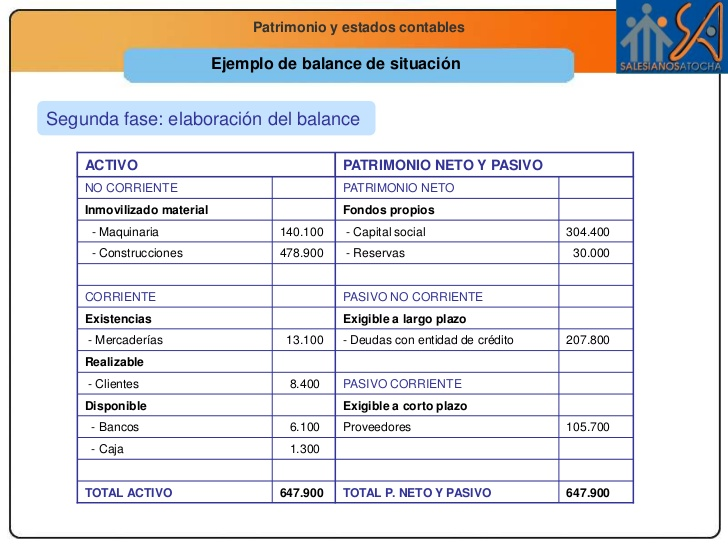 Patrimonio y estados contables
SALESIANOSATOCHA
Ejemplo de balance de situación
Segunda fase: elaboración del balance
ACTIVO PATRIMONIO NETO Y PASIVO
NO CORRIENTE PATRIMONIO NETO
Inmovilizado material Fondos propios
- Maquinaria 140.100 - Capital social 304.400
- Construcciones 478.900 - Reservas 30.000
CORRIENTE PASIVO NO CORRIENTE
Existencias Exigible a largo plazo
- Mercaderías 13.100 - Deudas con entidad de crédito 207.800
Realizable
- Clientes 8.400 PASIVO CORRIENTE
Disponible Exigible a corto plazo
- Bancos 6.100 Proveedores 105.700
- Caja 1.300
TOTAL ACTIVO 647.900 TOTAL P. NETO Y PASIVO 647.900